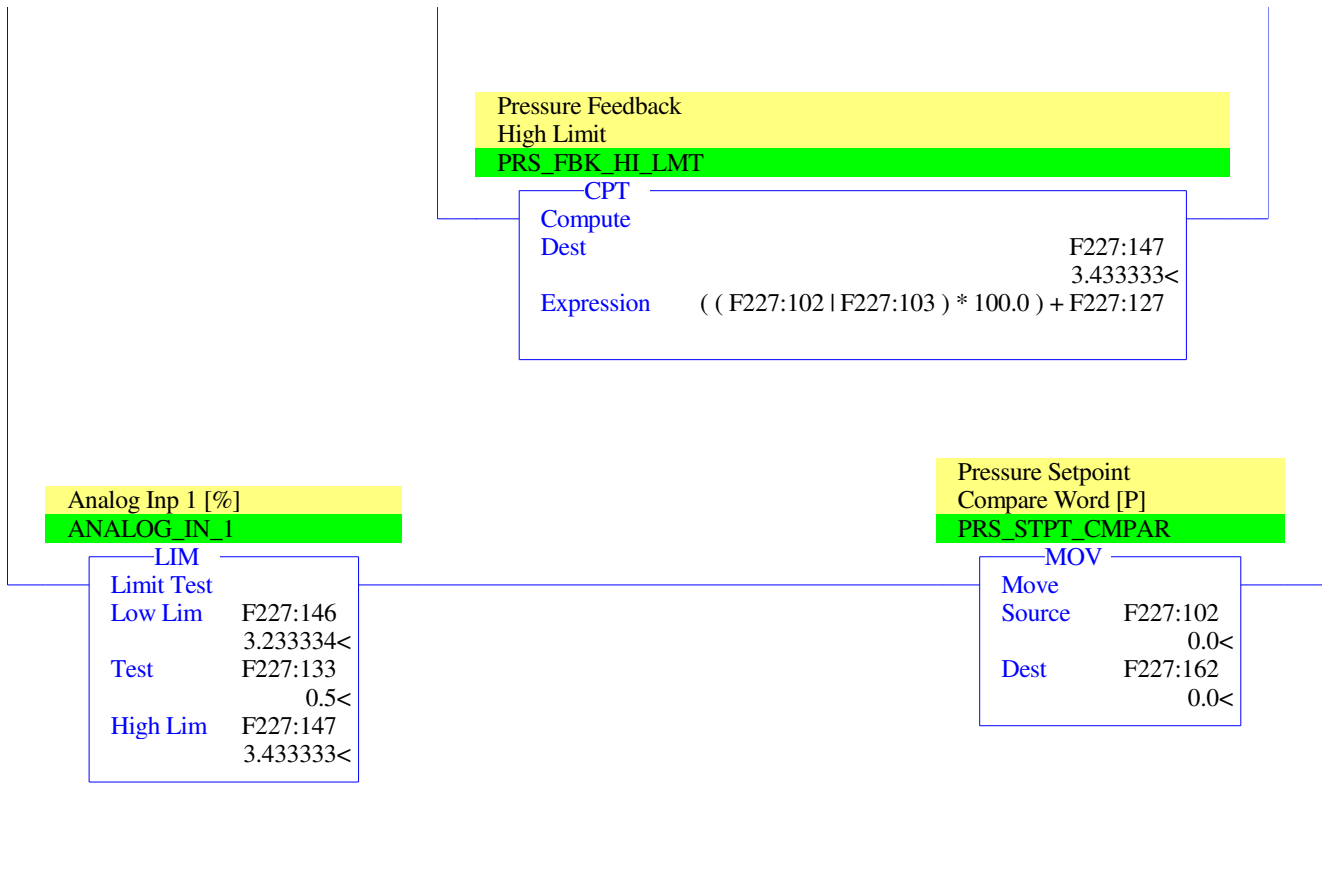 Pressure Feedback
High Limit
PRS_FBK_HI_LMT
CPT
Compute
Dest F227:147
3.433333<
Expression ( ( F227:102 | F227:103 ) * 100.0 ) + F227:127
Analog Inp 1 [%]
ANALOG_IN_1
LIM
Limit Test
Low Lim F227:146
3.233334<
Test F227:133
0.5<
High Lim F227:147
3.433333<
Pressure Setpoint
Compare Word [P]
PRS_STPT_CMPAR
MOV
Move
Source F227:102
0.0<
Dest F227:162
0.0<